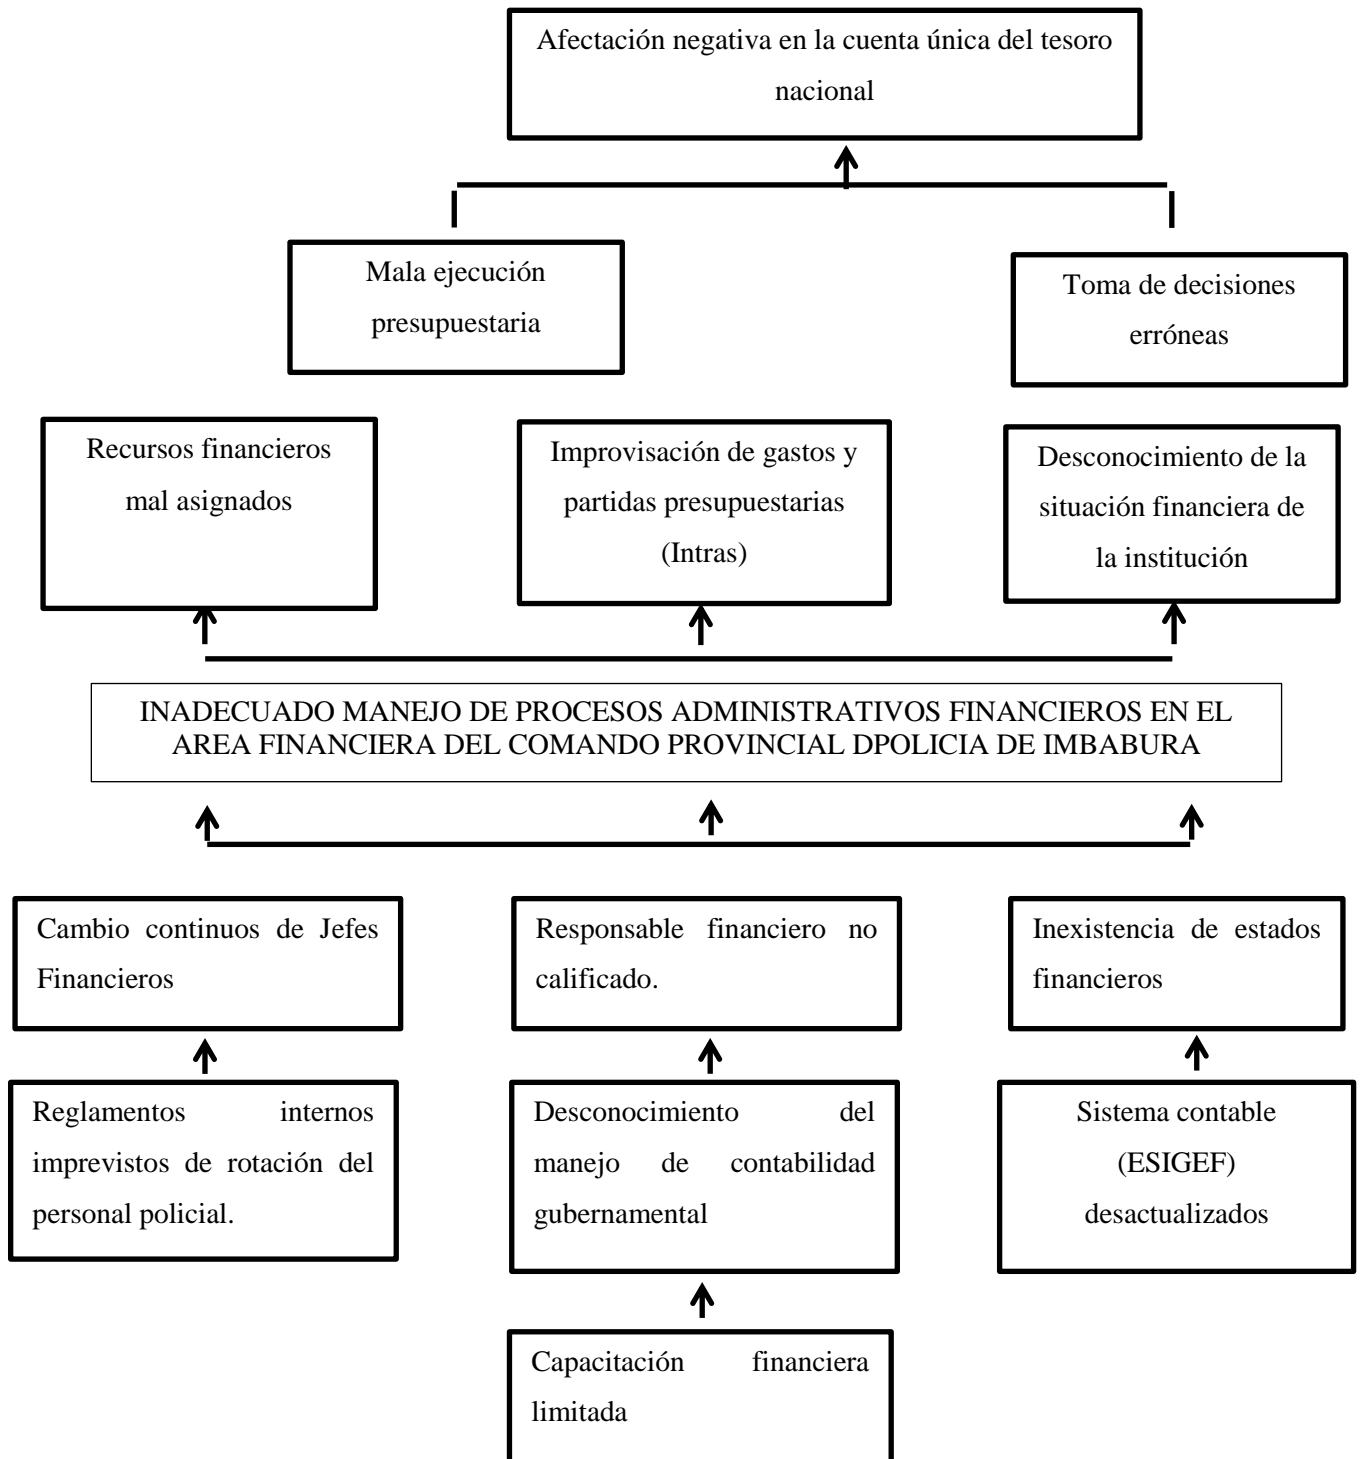 Afectación negativa en la cuenta única del tesoro
nacional
Mala ejecución
presupuestaria
Toma de decisiones
erróneas
Recursos financieros
mal asignados
Improvisación de gastos y
partidas presupuestarias
(Intras)
Desconocimiento de la
situación financiera de
la institución
INADECUADO MANEJO DE PROCESOS ADMINISTRATIVOS FINANCIEROS EN EL
AREA FINANCIERA DEL COMANDO PROVINCIAL DPOLICIA DE IMBABURA
Cambio continuos de Jefes
Financieros
Responsable financiero no
calificado.
Inexistencia de estados
financieros
Reglamentos internos
imprevistos de rotación del
personal policial.
Desconocimiento del
manejo de contabilidad
gubernamental
Sistema contable
(ESIGEF)
desactualizados
Capacitación financiera
limitada